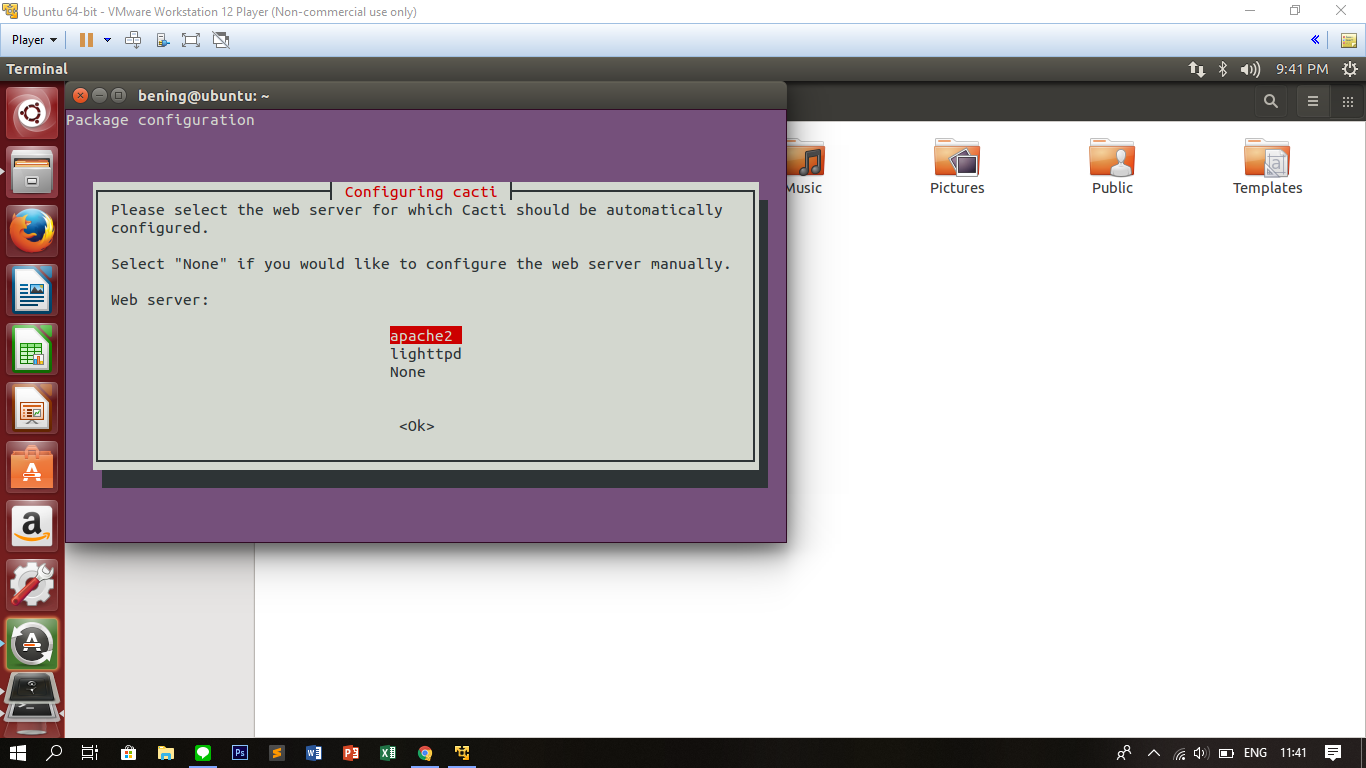 Ubuntu 64-bit - VMware Workstation 12 Player (Non-commercial use only)
Player
Terminal
9:41 PM
bening@ubuntu: ~
Package configuration
Configuring cacti
Please select the web server for which Cacti should be automatically
configured.
Select "None" if you would like to configure the web server manually.
Web server:
apache2
lighttpd
None
<Ok>
Music
Pictures
Public
Templates
ENG
11:41